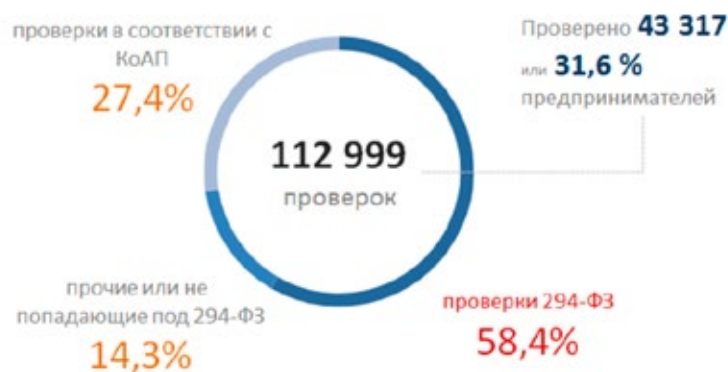 проверки в соответствии с
КоАП
27,4%
Проверено 43 317
или 31,6 %
предпринимателей
112 999
проверок
прочие или не
попадающие под 294-ФЗ
14,3%
проверки 294-ФЗ
58,4%